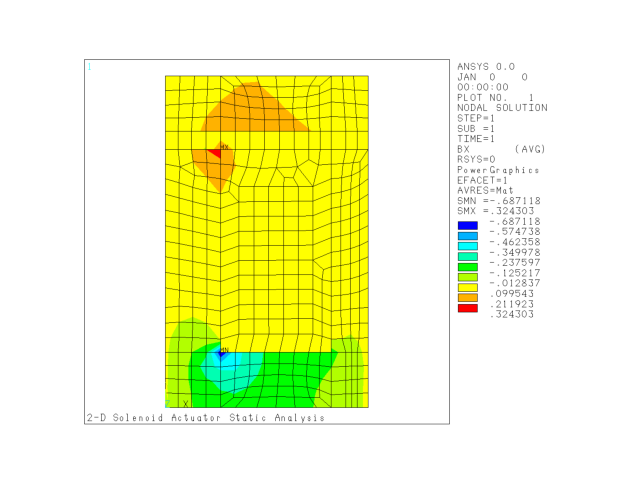 1
ANSYS 0.0
JAN 0 0
00:00:00
PLOT NO. 1
NODAL SOLUTION
STEP=1
SUB =1
TIME=1
BX (AVG)
RSYS=0
PowerGraphics
EFACET=1
AVRES=Mat
SMN =-.687118
SMX =.324303
-.687118
-.574738
-.462358
-.349978
-.237597
-.125217
-.012837
.099543
.211923
.324303
MX
MN
Z X
2-D Solenoid Actuator Static Analysis